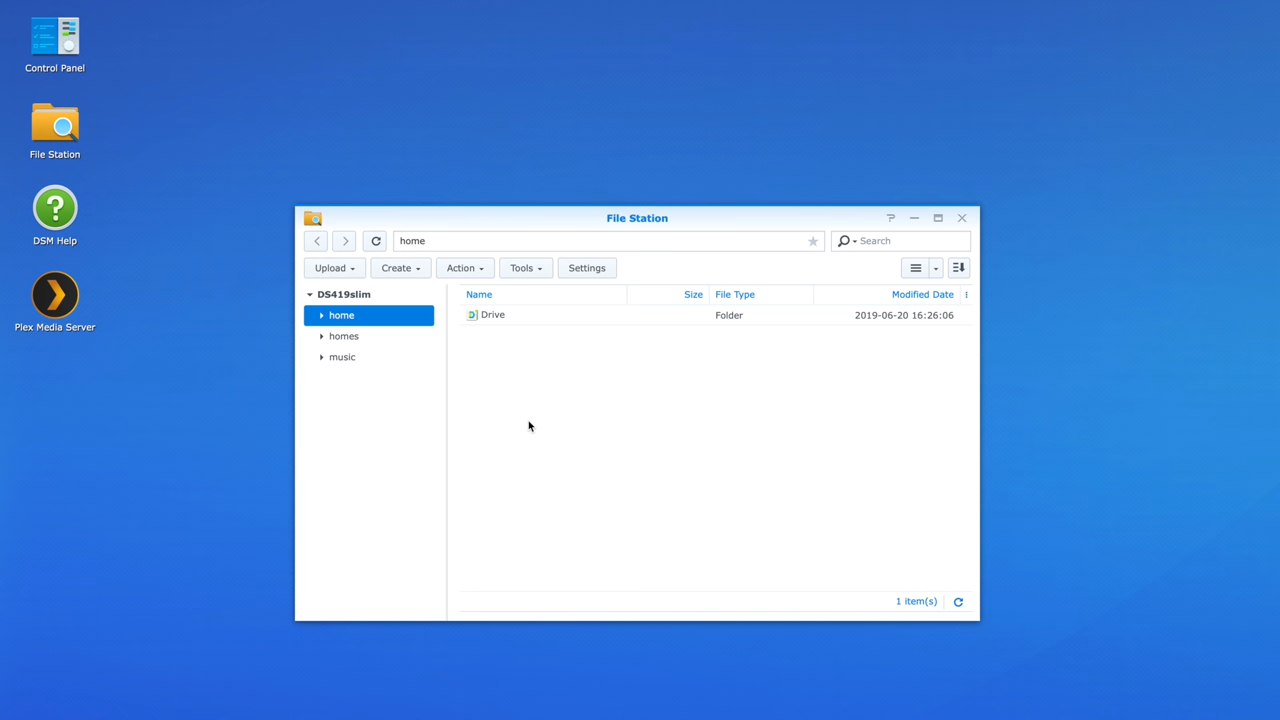 Control Panel
File Station
DSM Help
Plex Media Server
File Station
home
Search
Upload
Create
Action
Tools
Settings
DS419slim
home
homes
music
Name Size File Type Modified Date
Drive Folder 2019-06-20 16:26:06
1 item(s)